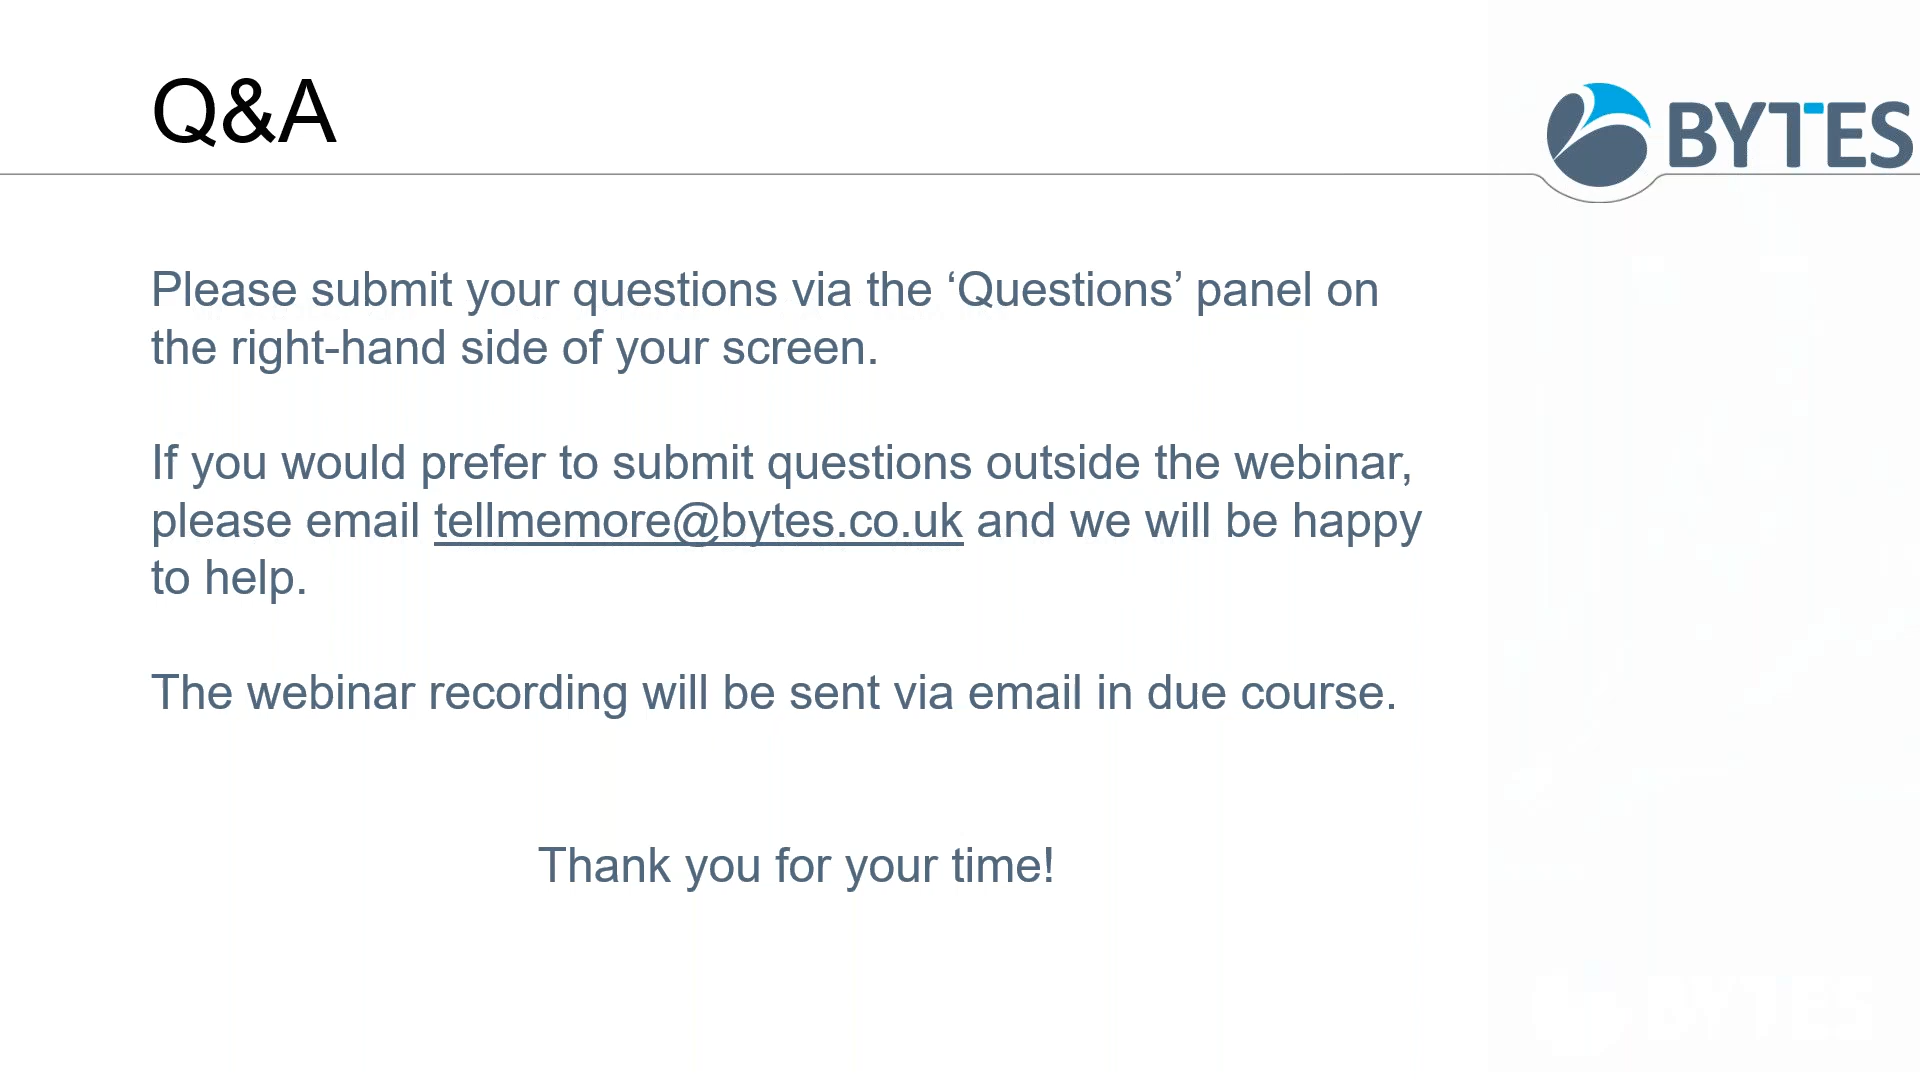 Q&A
BYTES
Please submit your questions via the ‘Questions’ panel on
the right-hand side of your screen.
If you would prefer to submit questions outside the webinar,
please email tellmemore@bytes.co.uk and we will be happy
to help.
The webinar recording will be sent via email in due course.
Thank you for your time!